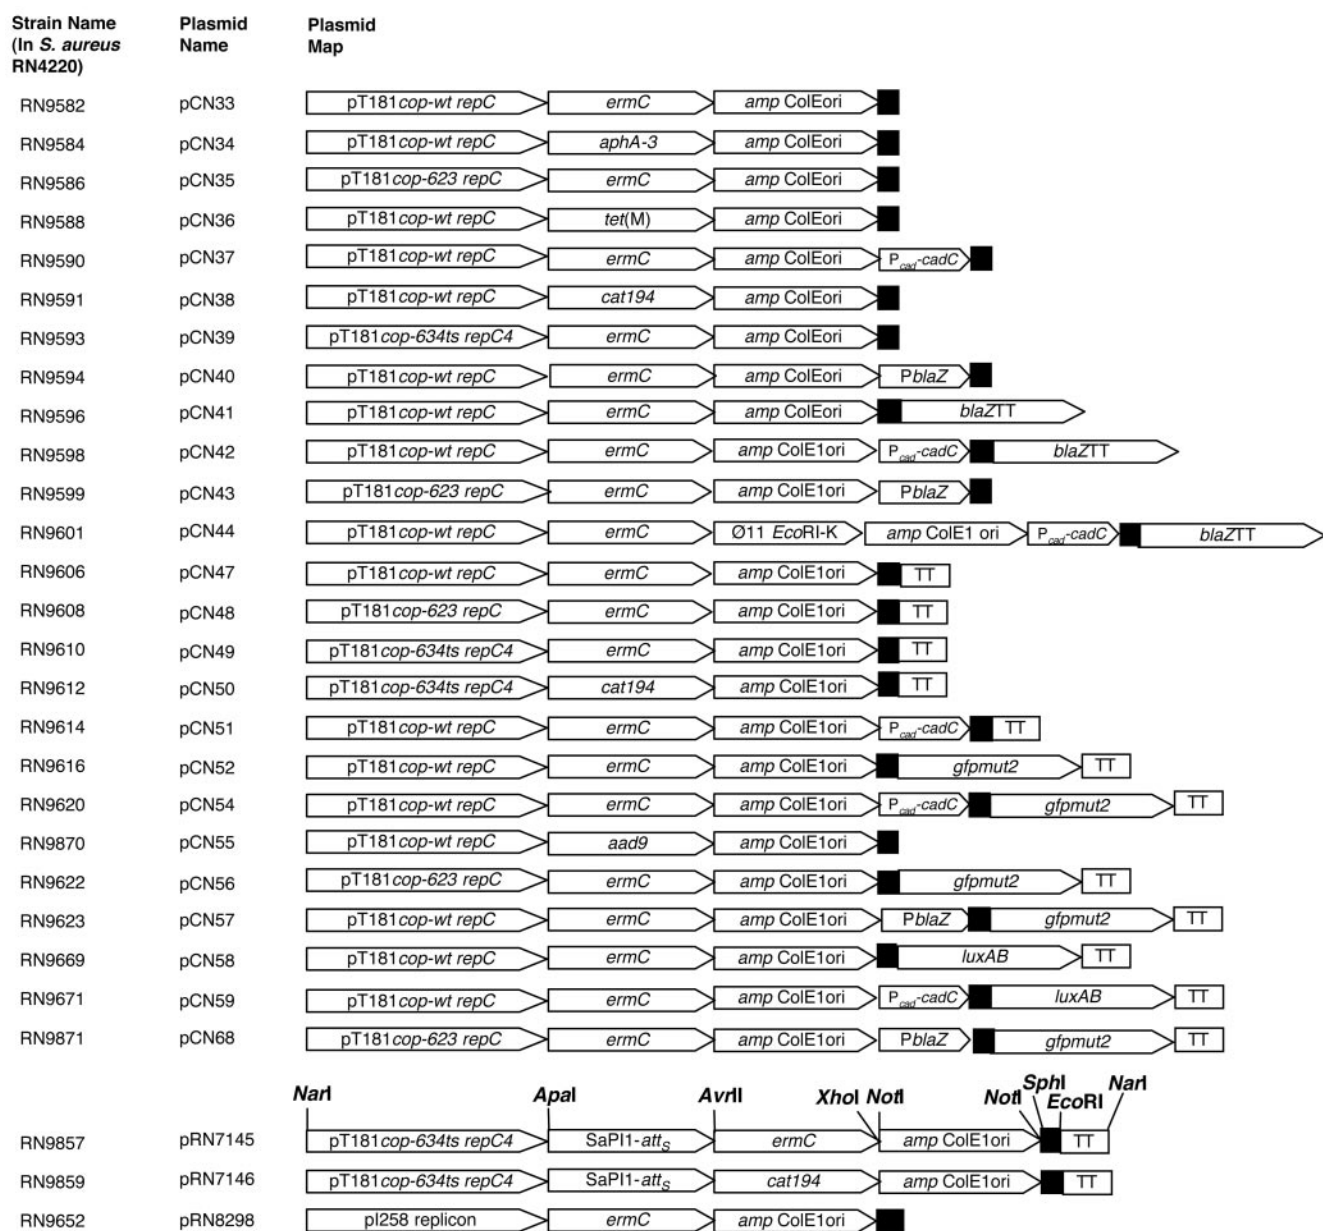 Strain Name Plasmid Plasmid
(In S. aureus Name Map
RN4220)
RN9582 pCN33 pT181cop-wt repC ermC amp ColEori
RN9584 pCN34 pT181cop-wt repC aphA-3 amp ColEori
RN9586 pCN35 pT181cop-623 repC ermC amp ColEori
RN9588 pCN36 pT181cop-wt repC tet(M) amp ColEori
RN9590 pCN37 pT181cop-wt repC ermC amp ColEori Pcad-cadC
RN9591 pCN38 pT181cop-wt repC cat194 amp ColEori
RN9593 pCN39 pT181cop-634ts repC4 ermC amp ColEori
RN9594 pCN40 pT181cop-wt repC ermC amp ColEori PblaZ
RN9596 pCN41 pT181cop-wt repC ermC amp ColEori blaZTT
RN9598 pCN42 pT181cop-wt repC ermC amp ColE1ori Pcad-cadC blaZTT
RN9599 pCN43 pT181cop-623 repC ermC amp ColE1ori PblaZ
RN9601 pCN44 pT181cop-wt repC ermC Ø11 EcoRI-K amp ColE1 ori Pcad-cadC blaZTT
RN9606 pCN47 pT181cop-wt repC ermC amp ColE1ori TT
RN9608 pCN48 pT181cop-623 repC ermC amp ColE1ori TT
RN9610 pCN49 pT181cop-634ts repC4 ermC amp ColE1ori TT
RN9612 pCN50 pT181cop-634ts repC4 cat194 amp ColE1ori TT
RN9614 pCN51 pT181cop-wt repC ermC amp ColE1ori Pcad-cadC TT
RN9616 pCN52 pT181cop-wt repC ermC amp ColE1ori gfpmut2 TT
RN9620 pCN54 pT181cop-wt repC ermC amp ColE1ori Pcad-cadC gfpmut2 TT
RN9870 pCN55 pT181cop-wt repC aad9 amp ColE1ori
RN9622 pCN56 pT181cop-623 repC ermC amp ColE1ori gfpmut2 TT
RN9623 pCN57 pT181cop-wt repC ermC amp ColE1ori PblaZ gfpmut2 TT
RN9669 pCN58 pT181cop-wt repC ermC amp ColE1ori luxAB TT
RN9671 pCN59 pT181cop-wt repC ermC amp ColE1ori Pcad-cadC luxAB TT
RN9871 pCN68 pT181cop-623 repC ermC amp ColE1ori PblaZ gfpmut2 TT
NarI ApaI AvrII XhoI NotI NotI SphI EcoRI NarI
RN9857 pRN7145 pT181cop-634ts repC4 SaPI1-attS ermC amp ColE1ori TT
RN9859 pRN7146 pT181cop-634ts repC4 SaPI1-attS cat194 amp ColE1ori TT
RN9652 pRN8298 pI258 replicon ermC amp ColE1ori